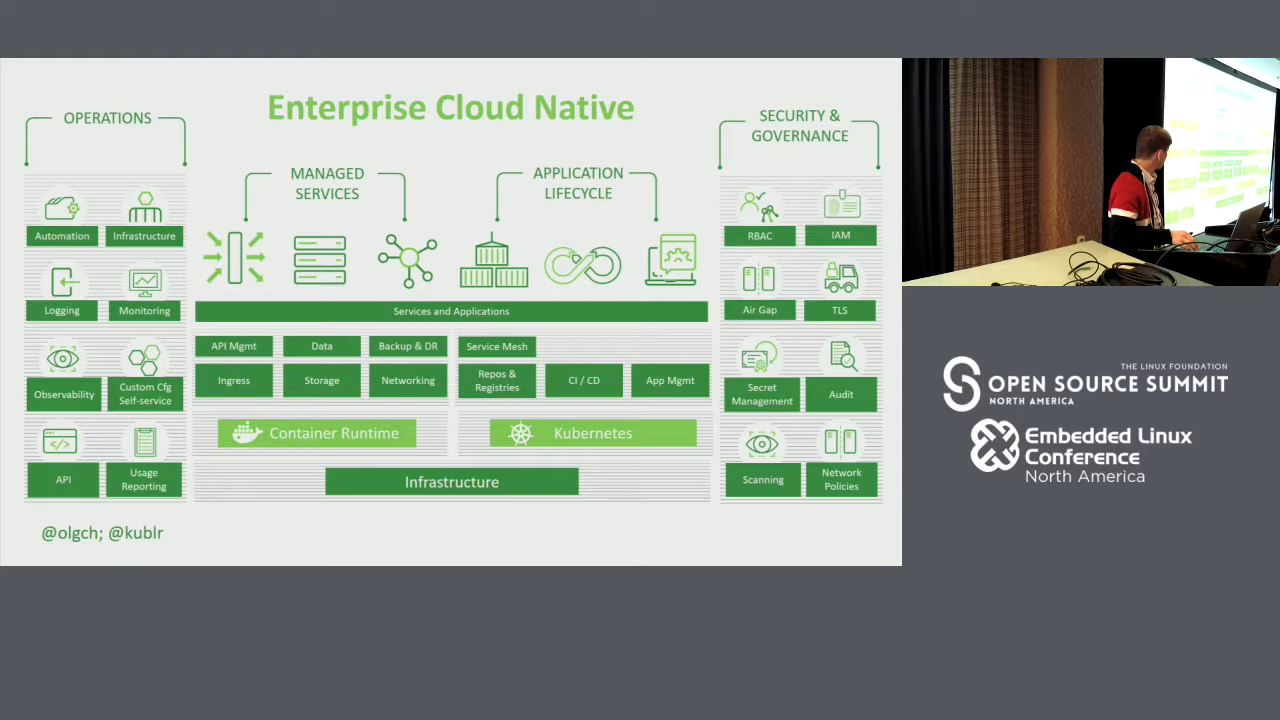 Enterprise Cloud Native
OPERATIONS
Automation
Infrastructure
Logging
Monitoring
Observability
Custom Cfg
Self-service
API
Usage
Reporting
MANAGED
SERVICES
APPLICATION
LIFECYCLE
Services and Applications
API Mgmt
Data
Backup & DR
Service Mesh
Ingress
Storage
Networking
Repos &
Registries
CI / CD
App Mgmt
Container Runtime
Kubernetes
Infrastructure
SECURITY &
GOVERNANCE
RBAC
IAM
Air Gap
TLS
Secret
Management
Audit
Scanning
Network
Policies
@olgch; @kublr
THE LINUX FOUNDATION
OPEN SOURCE SUMMIT
NORTH AMERICA
Embedded Linux
Conference
North America